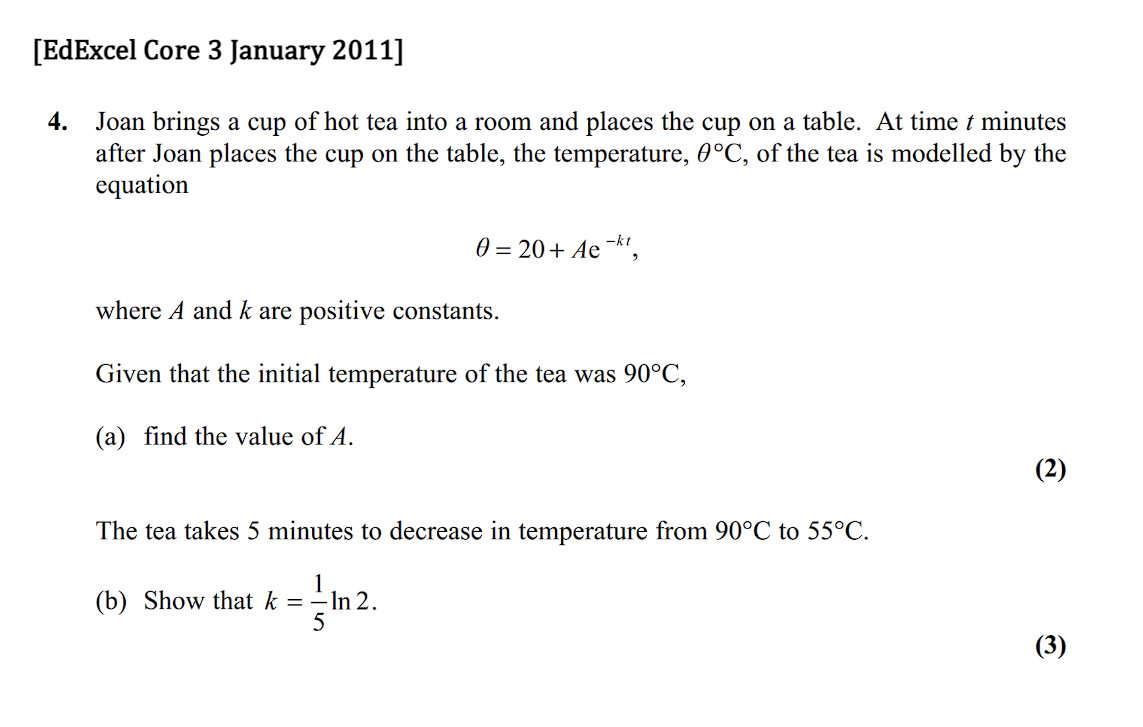 [EdExcel Core 3 January 2011]
4. Joan brings a cup of hot tea into a room and places the cup on a table. At time t minutes
after Joan places the cup on the table, the temperature, θ°C, of the tea is modelled by the
equation
θ = 20 + Ae^{-kt},
where A and k are positive constants.
Given that the initial temperature of the tea was 90°C,
(a) find the value of A.
(2)
The tea takes 5 minutes to decrease in temperature from 90°C to 55°C.
(b) Show that k = \frac{1}{5} ln 2.
(3)